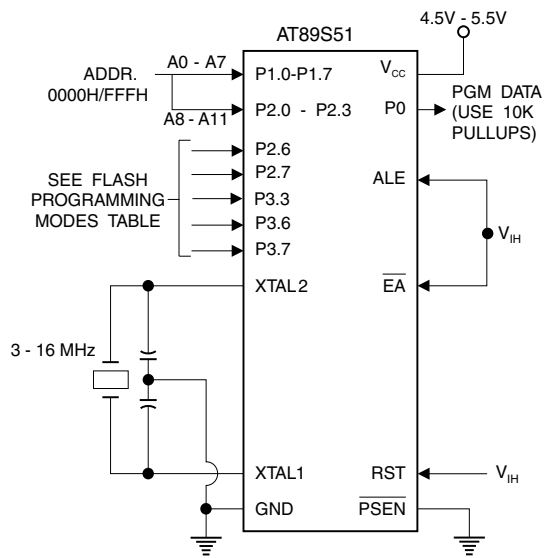 AT89S51
4.5V - 5.5V
ADDR.
0000H/FFFH
A0 - A7
A8 - A11
P1.0-P1.7
P2.0 - P2.3
P2.6
P2.7
P3.3
P3.6
P3.7
SEE FLASH
PROGRAMMING
MODES TABLE
XTAL2
3 - 16 MHz
XTAL1
GND
VCC
P0
PGM DATA
(USE 10K
PULLUPS)
ALE
VIH
EA
RST
VIH
PSEN